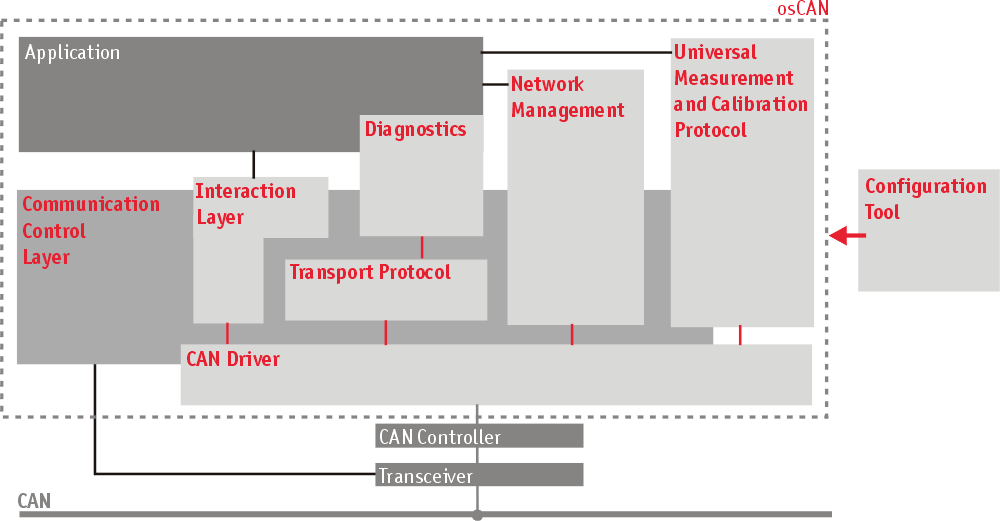 osCAN
Application
Universal
Measurement
and Calibration
Protocol
Network
Management
Diagnostics
Interaction
Layer
Communication
Control
Layer
Configuration
Tool
Transport Protocol
CAN Driver
CAN Controller
Transceiver
CAN